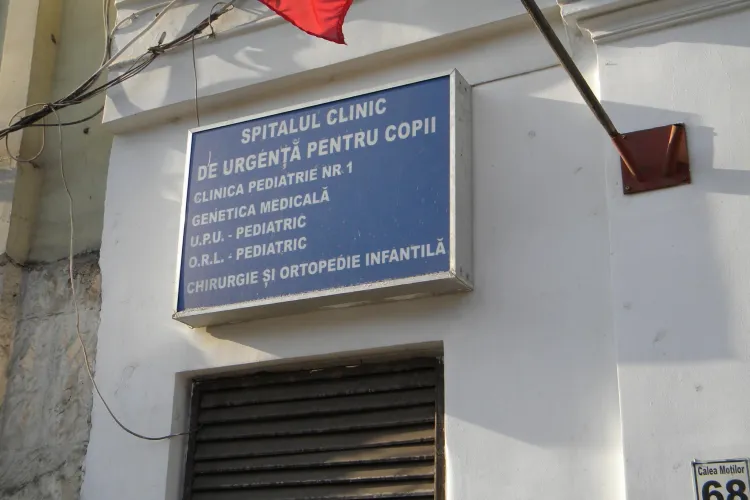 SPITALUL CLINIC
DE URGENȚĂ PENTRU COPII
CLINICA PEDIATRIE NR 1
GENETICA MEDICALĂ
U.P.U. - PEDIATRIC
O.R.L. - PEDIATRIC
CHIRURGIE ȘI ORTOPEDIE INFANTILĂ
Calea Motilor
68